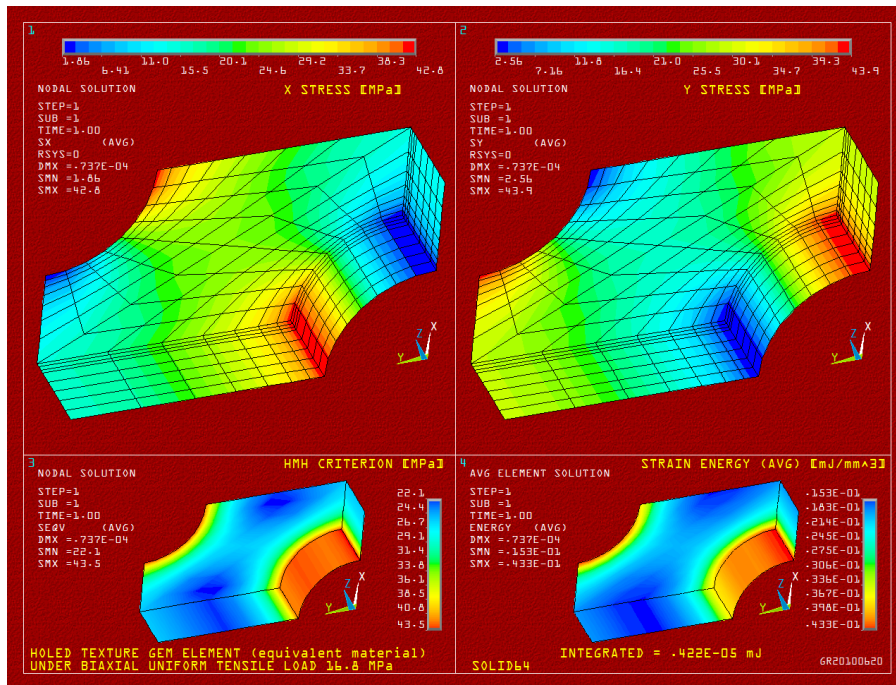 1
1.86 11.0 20.1 29.2 38.3
6.41 15.5 24.6 33.7 42.8
NODAL SOLUTION
X STRESS [MPa]
STEP=1
SUB =1
TIME=1.00
SX (AVG)
RSYS=0
DMX =.737E-04
SMN =1.86
SMX =42.8
Z X
Y
2
2.56 11.8 20.1 30.1 39.3
7.16 16.4 25.5 34.7 43.9
NODAL SOLUTION
Y STRESS [MPa]
STEP=1
SUB =1
TIME=1.00
SY (AVG)
RSYS=0
DMX =.737E-04
SMN =2.56
SMX =43.9
Z X
Y
3
HMH CRITERION [MPa]
NODAL SOLUTION
STEP=1
SUB =1
TIME=1.00
SEQV (AVG)
DMX =.737E-04
SMN =22.1
SMX =43.5
22.1
24.4
26.7
29.1
31.4
33.8
36.1
38.5
40.8
43.5
Z X
Y
HOLED TEXTURE GEM ELEMENT (equivalent material)
UNDER BIAXIAL UNIFORM TENSILE LOAD 16.8 MPa
4
STRAIN ENERGY (AVG) [mJ/mm^3]
AVG ELEMENT SOLUTION
STEP=1
SUB =1
TIME=1.00
ENERGY (AVG)
DMX =.737E-04
SMN =.153E-01
SMX =.433E-01
.153E-01
.183E-01
.214E-01
.245E-01
.275E-01
.306E-01
.336E-01
.367E-01
.398E-01
.433E-01
Z X
Y
INTEGRATED = .422E-05 mJ
SOLID64
GR20100620